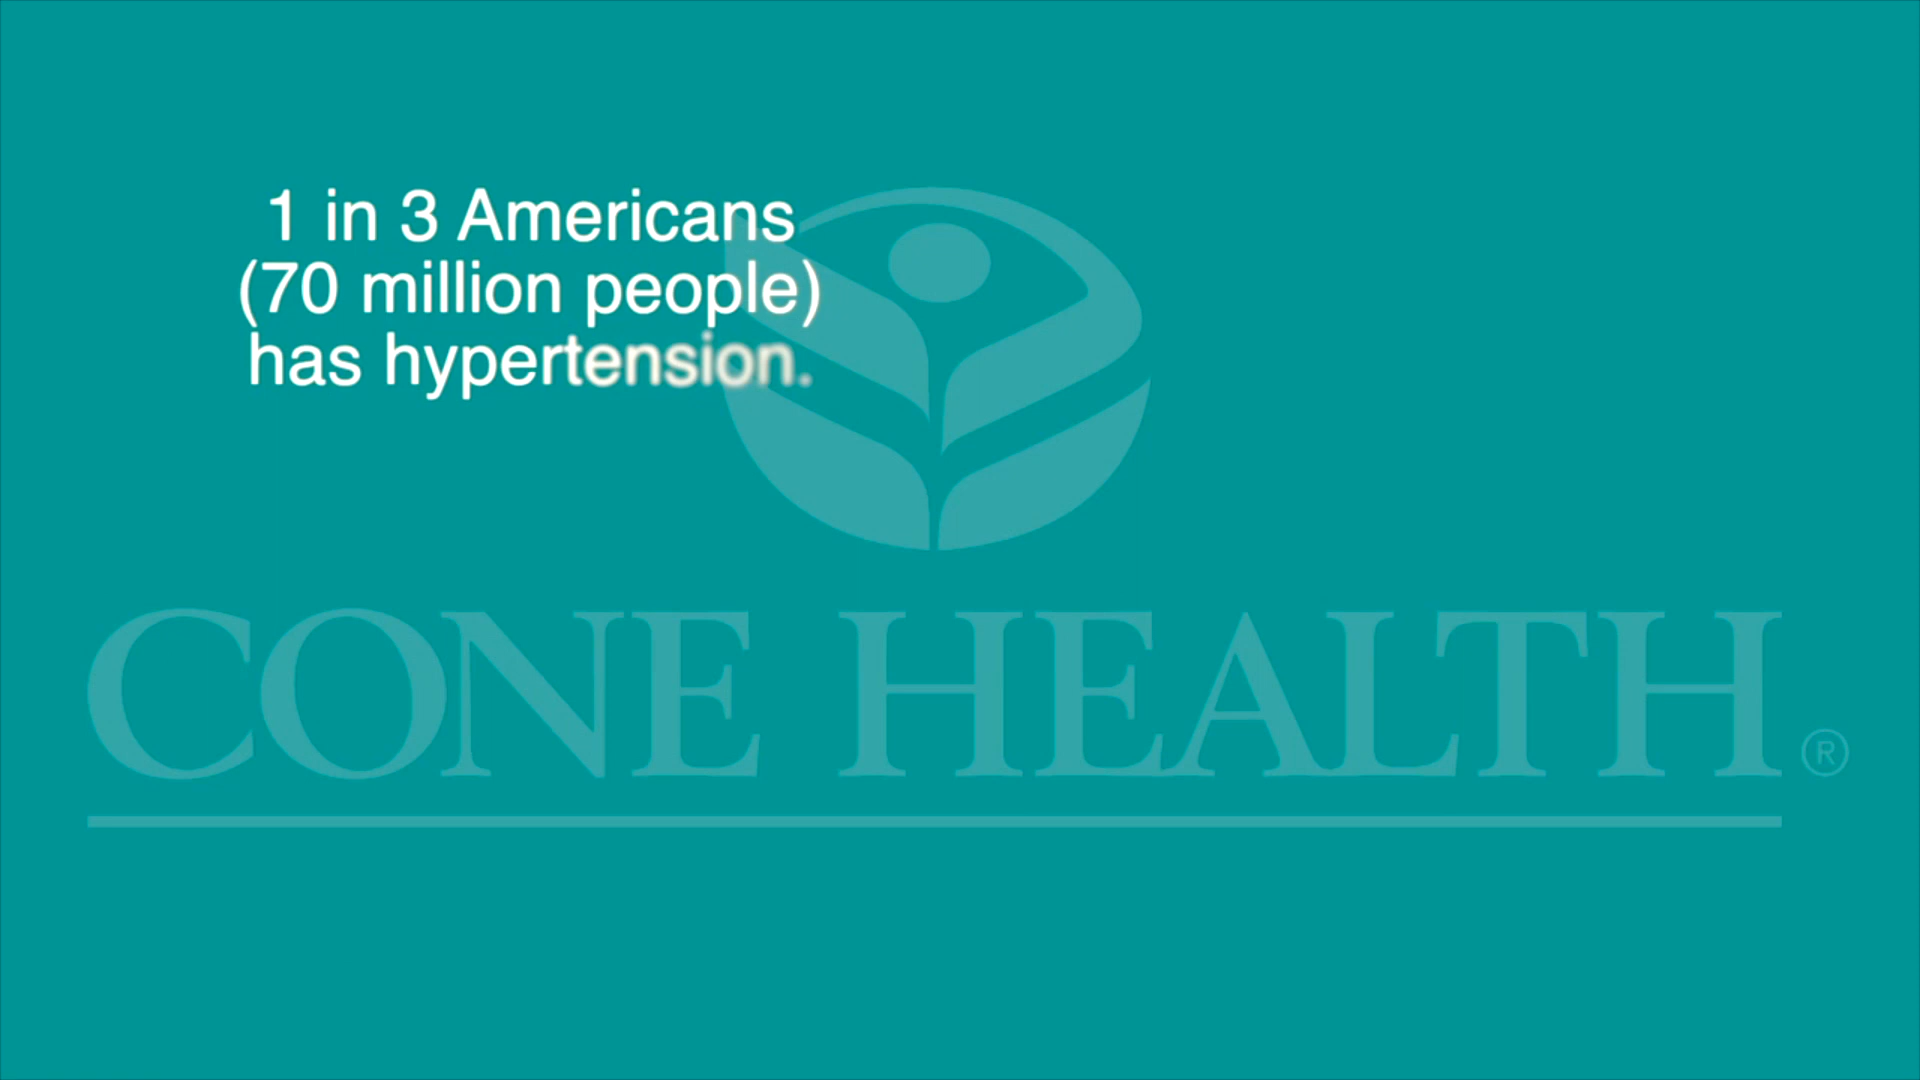 1 in 3 Americans
(70 million people)
has hypertension.
CONE HEALTH®